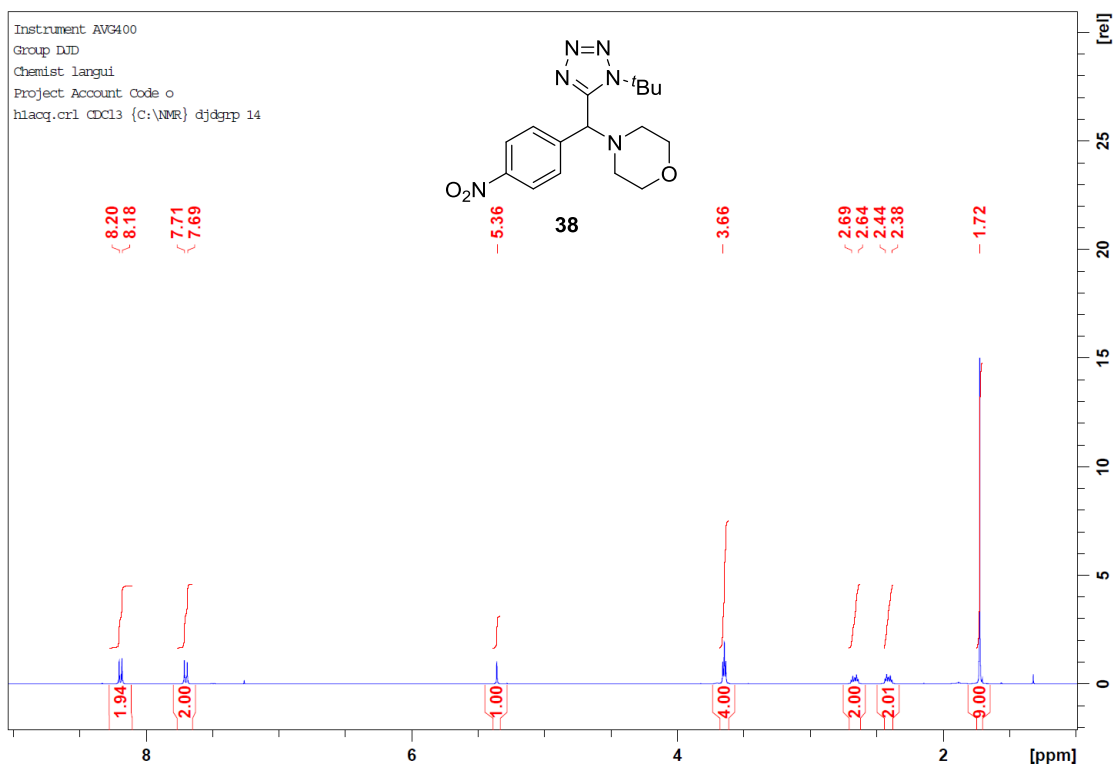 Instrument AVG400
Group DJD
Chemist langui
Project Account Code o
h1acq.crl CDCl3 {C:\NMR} djdgrp 14
N N
N N
N
tBu
N
O
O2N
38
8.20
8.18
7.71
7.69
5.36
3.66
2.69
2.64
2.44
2.38
1.72
[rel]
25
20
15
10
5
0
1.94
2.00
1.00
4.00
2.00
2.01
9.00
8
6
4
2
[ppm]